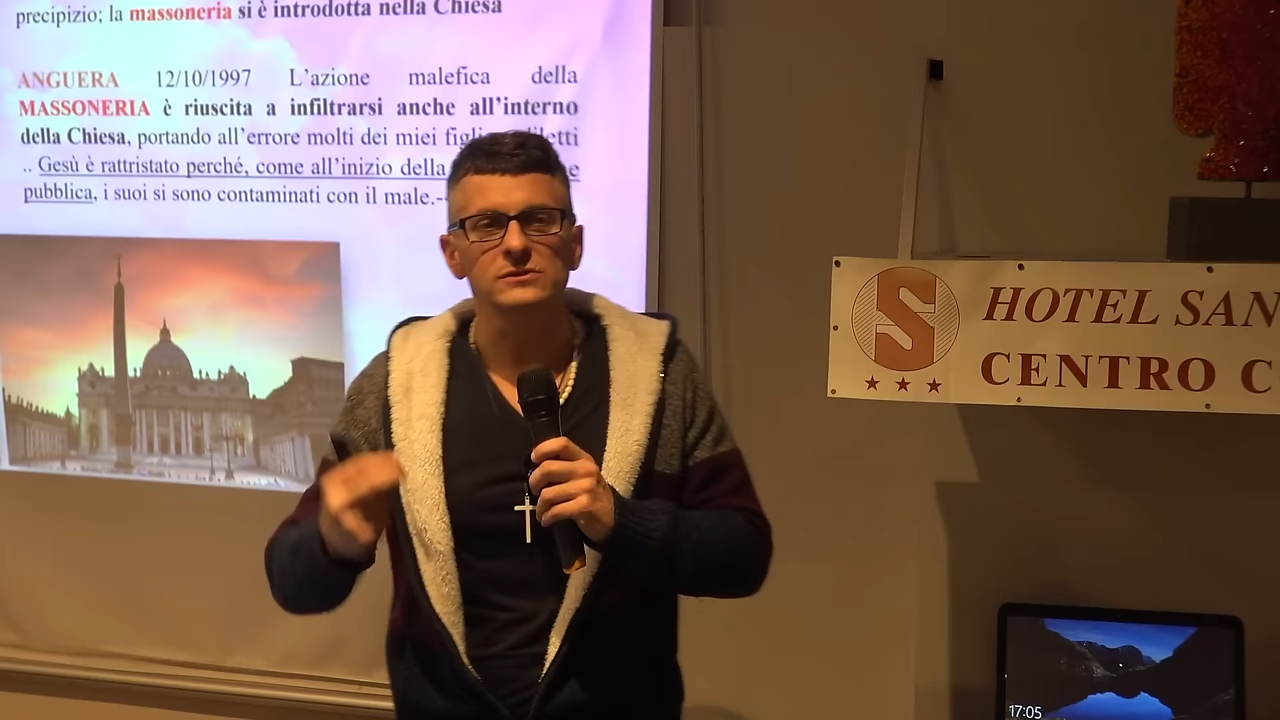 precipizio; la massoneria si è introdotta nella Chiesa
ANGUERA 12/10/1997 L'azione malefica della
MASSONERIA è riuscita a infiltrarsi anche all'interno
della Chiesa, portando all'errore molti dei miei
.. Gesù è rattristato perché, come all'inizio della
pubblica, i suoi si sono contaminati con il male.--
S
HOTEL SAN
CENTRO C
17:05